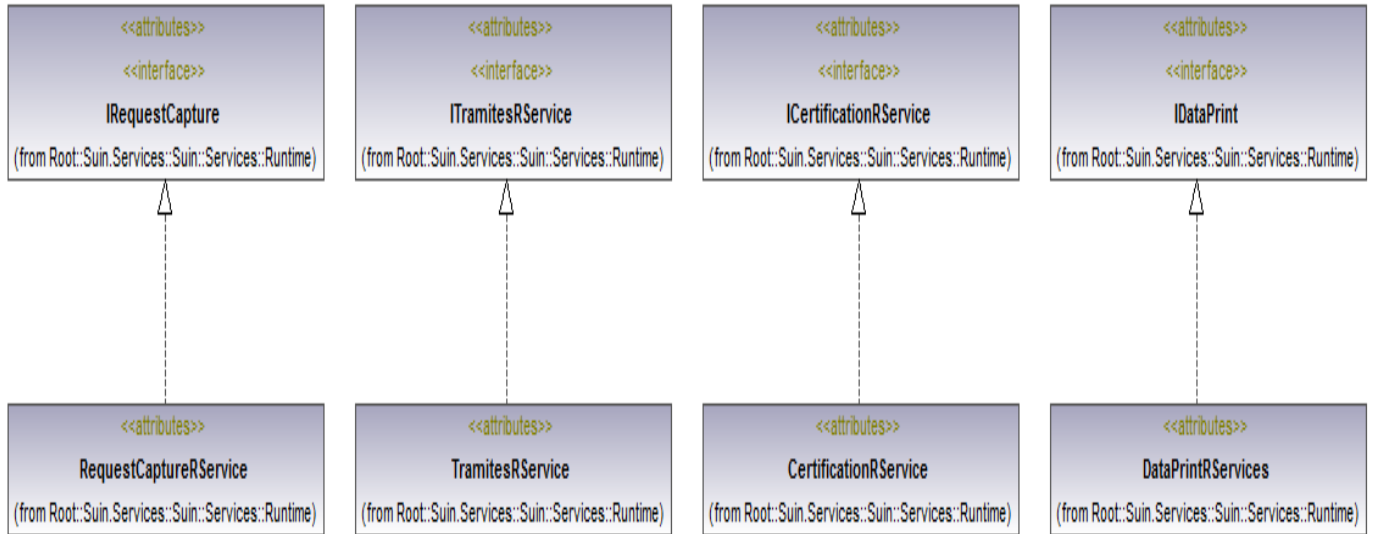 <<attributes>>
<<interface>>
IRequestCapture
(from Root::Suin.Services::Suin::Services::Runtime)
<<attributes>>
<<interface>>
ITramitesRService
(from Root::Suin.Services::Suin::Services::Runtime)
<<attributes>>
<<interface>>
ICertificationRService
(from Root::Suin.Services::Suin::Services::Runtime)
<<attributes>>
<<interface>>
IDataPrint
(from Root::Suin.Services::Suin::Services::Runtime)
<<attributes>>
RequestCaptureRService
(from Root::Suin.Services::Suin::Services::Runtime)
<<attributes>>
TramitesRService
(from Root::Suin.Services::Suin::Services::Runtime)
<<attributes>>
CertificationRService
(from Root::Suin.Services::Suin::Services::Runtime)
<<attributes>>
DataPrintRServices
(from Root::Suin.Services::Suin::Services::Runtime)